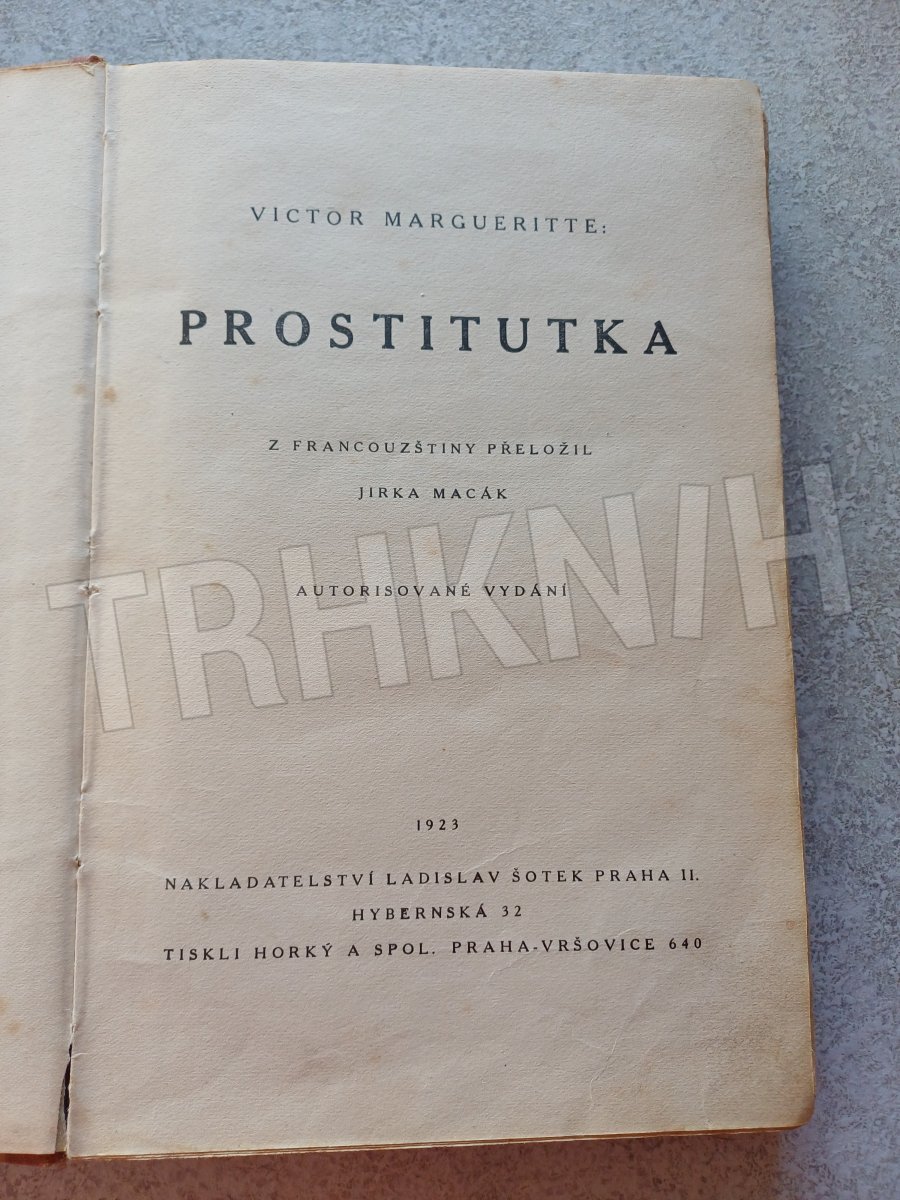 VICTOR MARGUERITTE:
PROSTITUTKA
Z FRANCOUZŠTINY PŘELOŽIL
JIRKA MACÁK
AUTORISOVANÉ VYDÁNÍ
TRHKNIH
1923
NAKLADATELSTVÍ LADISLAV ŠOTEK PRAHA II.
HYBERNSKÁ 32
TISKLI HORKÝ A SPOL. PRAHA-VRŠOVICE 640